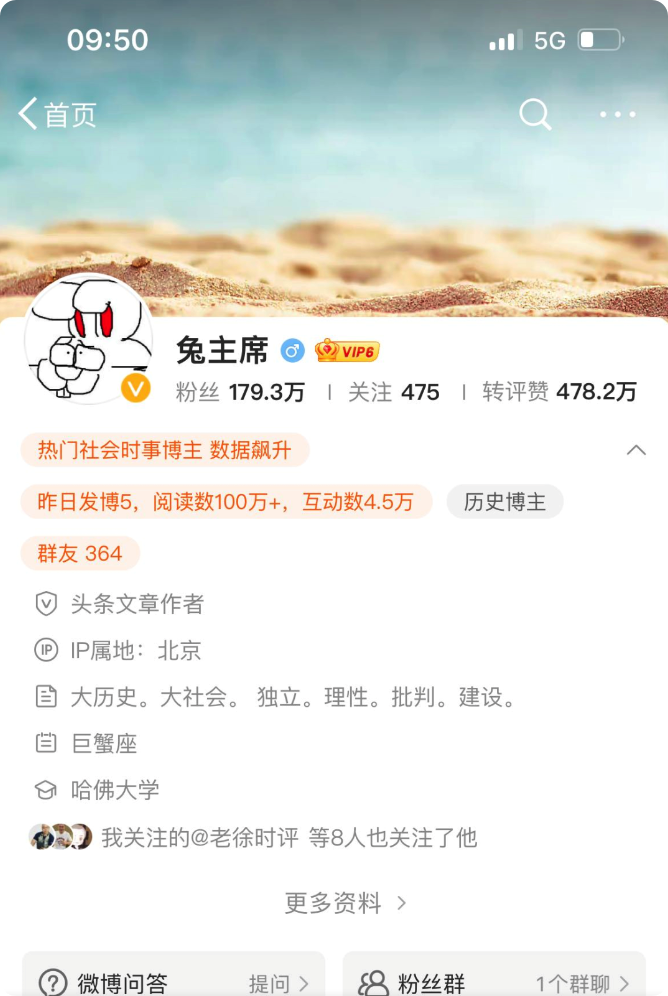 09:50 5G
首页
兔主席 VIP6
粉丝 179.3万 关注 475 转评赞 478.2万
热门社会时事博主 数据飙升
昨日发博5，阅读数100万+，互动数4.5万 历史博主
群友 364
头条文章作者
IP IP属地：北京
大历史。大社会。 独立。理性。批判。建设。
巨蟹座
哈佛大学
我关注的@老徐时评 等8人也关注了他
更多资料
微博问答 提问 粉丝群 1个群聊